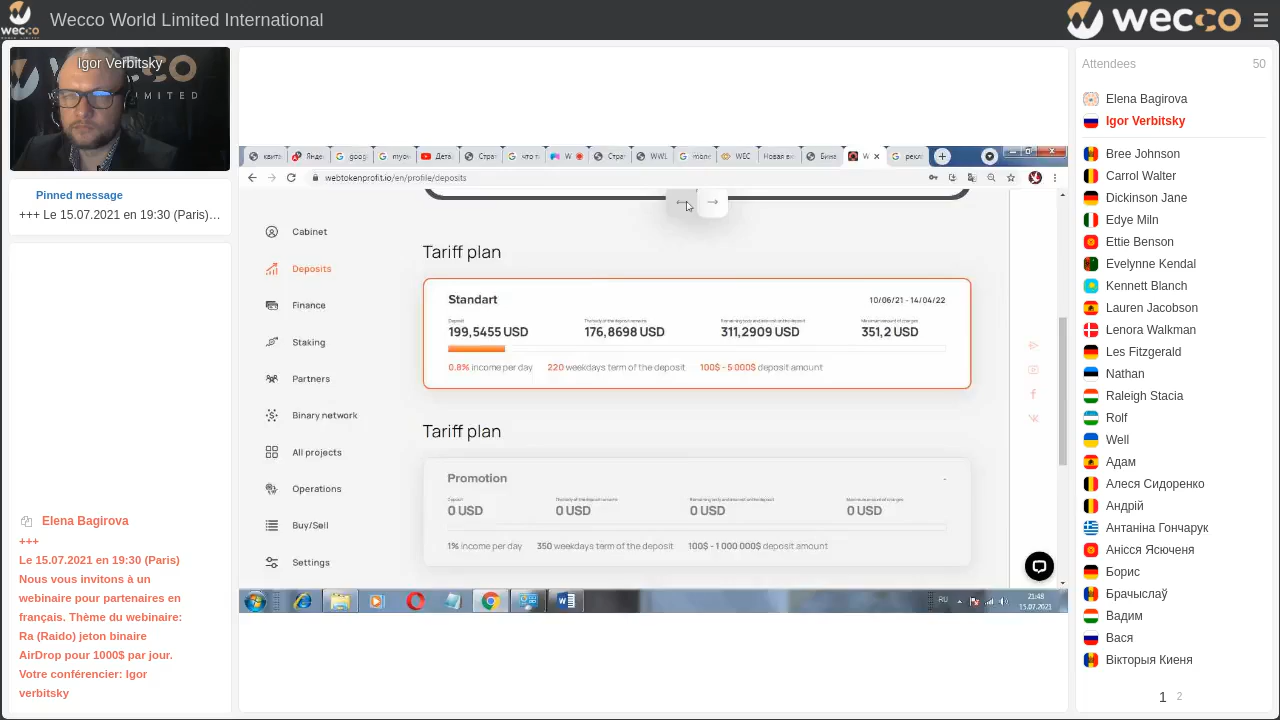 wecco
WORLD LIMITED
Wecco World Limited International
wecco
Igor Verbitsky
LIMITED
Pinned message
+++ Le 15.07.2021 en 19:30 (Paris)…
Elena Bagirova
+++
Le 15.07.2021 en 19:30 (Paris)
Nous vous invitons à un
webinaire pour partenaires en
français. Thème du webinaire:
Ra (Raido) jeton binaire
AirDrop pour 1000$ par jour.
Votre conférencier: Igor
verbitsky
webtokenprofit.io/en/profile/deposits
Cabinet
Deposits
Finance
Staking
Partners
Binary network
All projects
Operations
Buy/Sell
Settings
Tariff plan
Standart
10/06/21 - 14/04/22
Deposit
199,5455 USD
176,8698 USD
311,2909 USD
351,2 USD
0.8% income per day
220 weekdays term of the deposit
100$ - 5 000$ deposit amount
Tariff plan
Promotion
-
Deposit
0 USD
0 USD
0 USD
0 USD
1% income per day
350 weekdays term of the deposit
100$ - 1 000 000$ deposit amount
RU
21:48
15.07.2021
Attendees
50
Elena Bagirova
Igor Verbitsky
Bree Johnson
Carrol Walter
Dickinson Jane
Edye Miln
Ettie Benson
Evelynne Kendal
Kennett Blanch
Lauren Jacobson
Lenora Walkman
Les Fitzgerald
Nathan
Raleigh Stacia
Rolf
Well
Адам
Алеся Сидоренко
Андрій
Антаніна Гончарук
Анісся Ясюченя
Борис
Брачыслаў
Вадим
Вася
Вікторыя Киеня
1
2